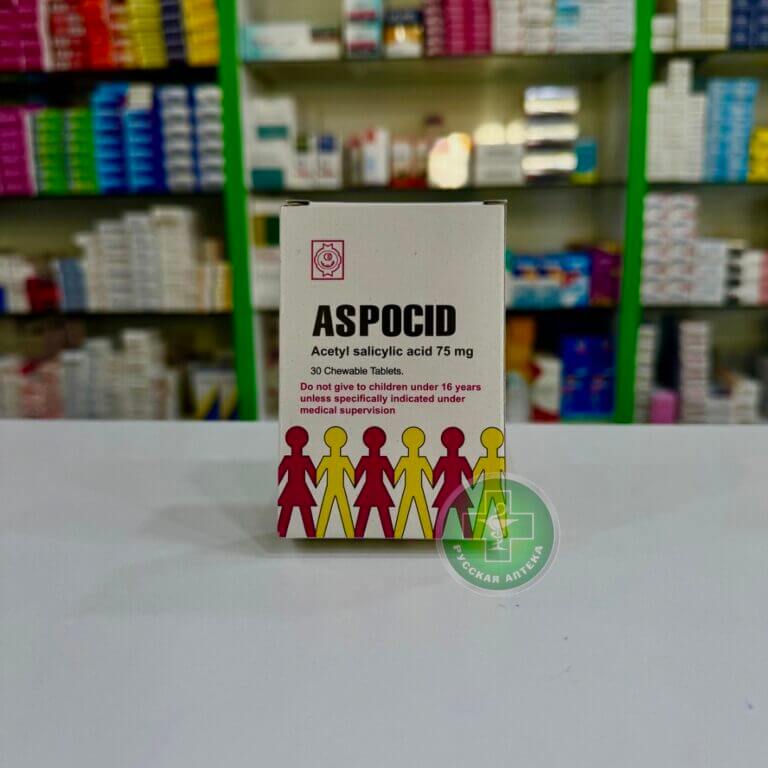 ASPOCID
Acetyl salicylic acid 75 mg
30 Chewable Tablets.
Do not give to children under 16 years
unless specifically indicated under
medical supervision
РУССКАЯ АПТЕКА